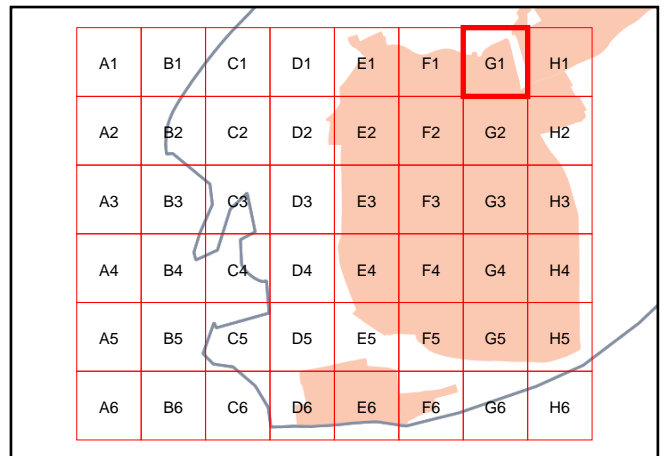 A1 B1 C1 D1 E1 F1 G1 H1
A2 B2 C2 D2 E2 F2 G2 H2
A3 B3 C3 D3 E3 F3 G3 H3
A4 B4 C4 D4 E4 F4 G4 H4
A5 B5 C5 D5 E5 F5 G5 H5
A6 B6 C6 D6 E6 F6 G6 H6